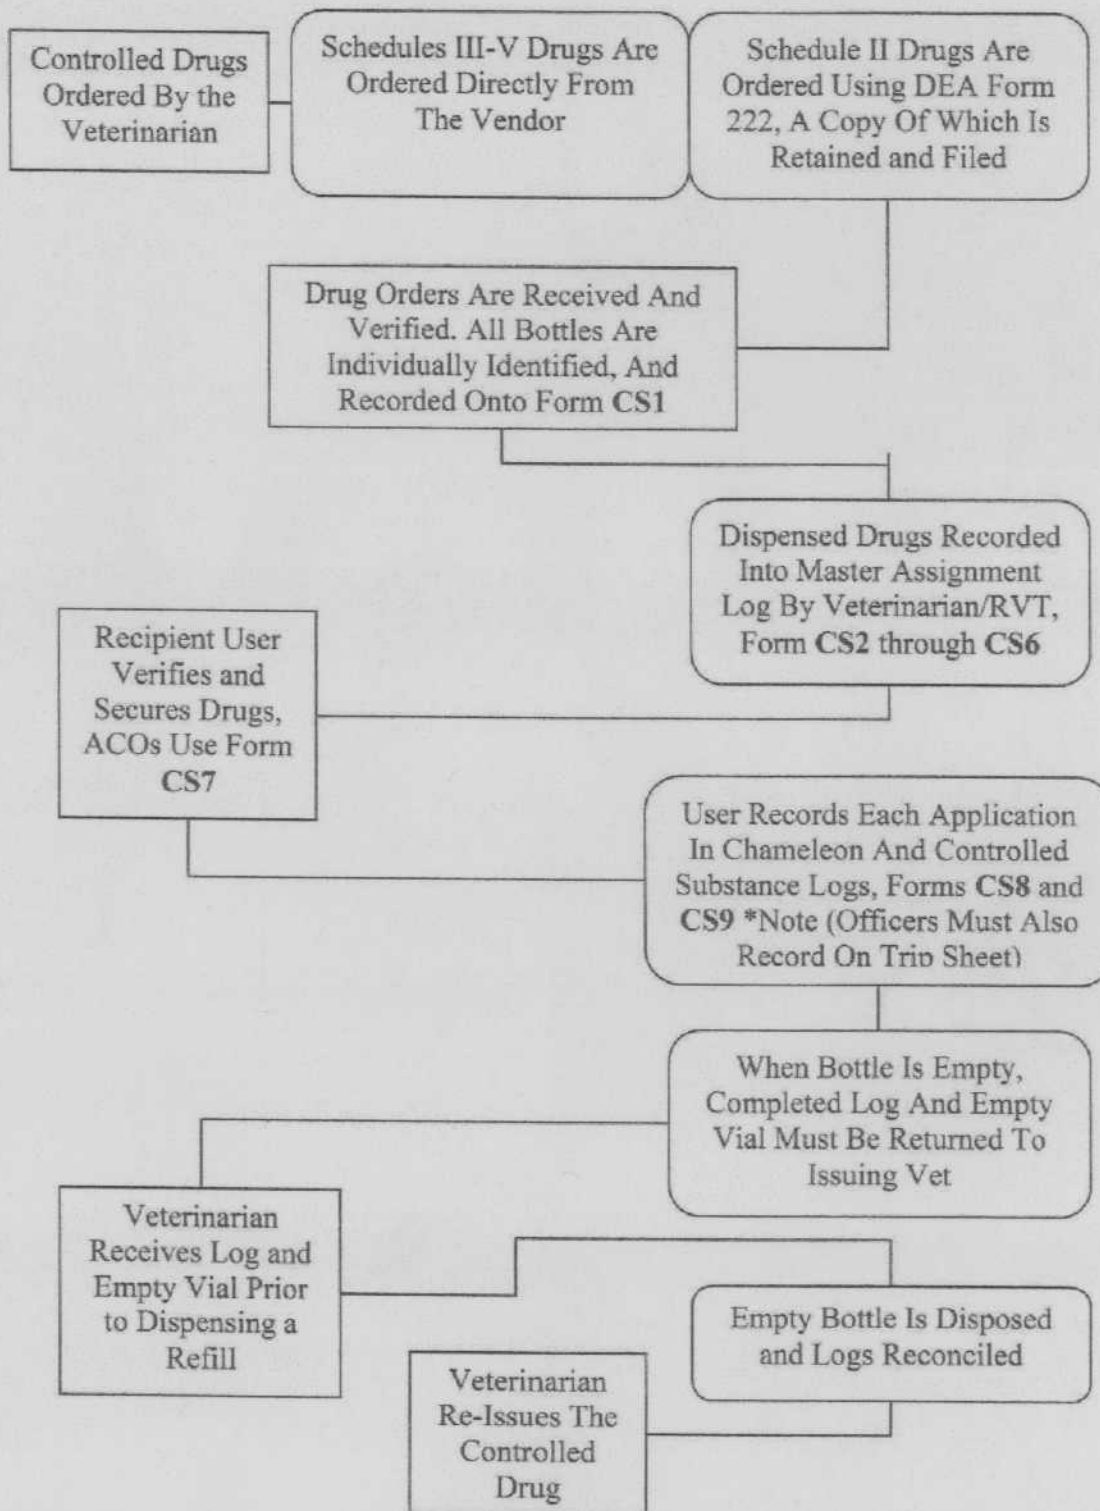 Controlled Drugs
Ordered By the
Veterinarian
Schedules III-V Drugs Are
Ordered Directly From
The Vendor
Schedule II Drugs Are
Ordered Using DEA Form
222, A Copy Of Which Is
Retained and Filed
Drug Orders Are Received And
Verified. All Bottles Are
Individually Identified, And
Recorded Onto Form CS1
Dispensed Drugs Recorded
Into Master Assignment
Log By Veterinarian/RVT,
Form CS2 through CS6
Recipient User
Verifies and
Secures Drugs,
ACOs Use Form
CS7
User Records Each Application
In Chameleon And Controlled
Substance Logs, Forms CS8 and
CS9 *Note (Officers Must Also
Record On Trip Sheet)
When Bottle Is Empty,
Completed Log And Empty
Vial Must Be Returned To
Issuing Vet
Veterinarian
Receives Log and
Empty Vial Prior
to Dispensing a
Refill
Empty Bottle Is Disposed
and Logs Reconciled
Veterinarian
Re-Issues The
Controlled
Drug